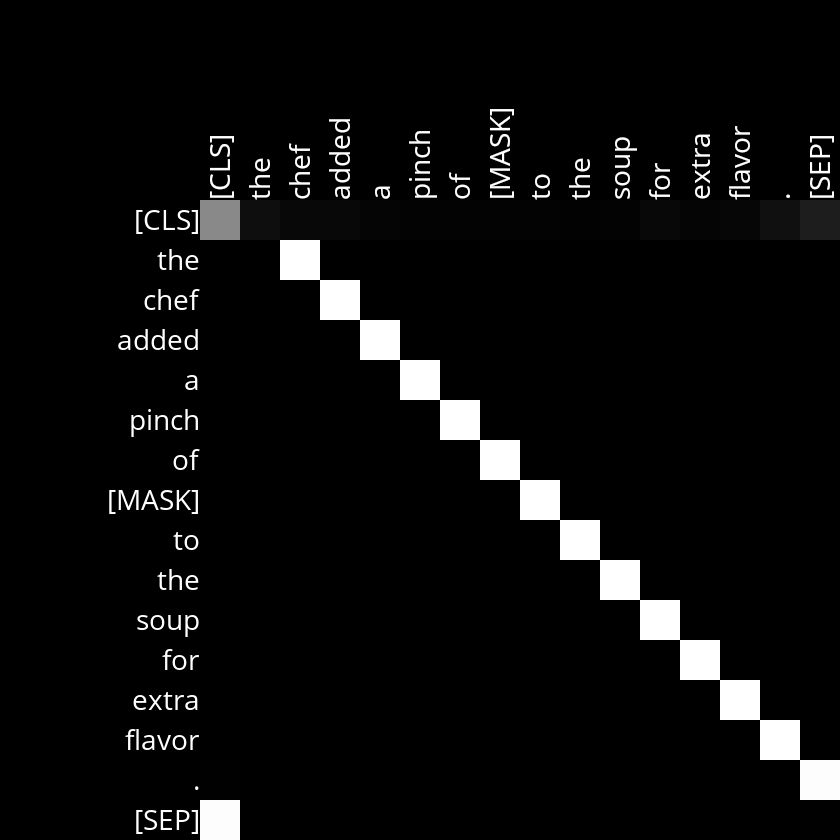 [CLS] the chef added a pinch of [MASK] to the soup for extra flavor . [SEP]
[CLS]
the
chef
added
a
pinch
of
[MASK]
to
the
soup
for
extra
flavor
.
[SEP]